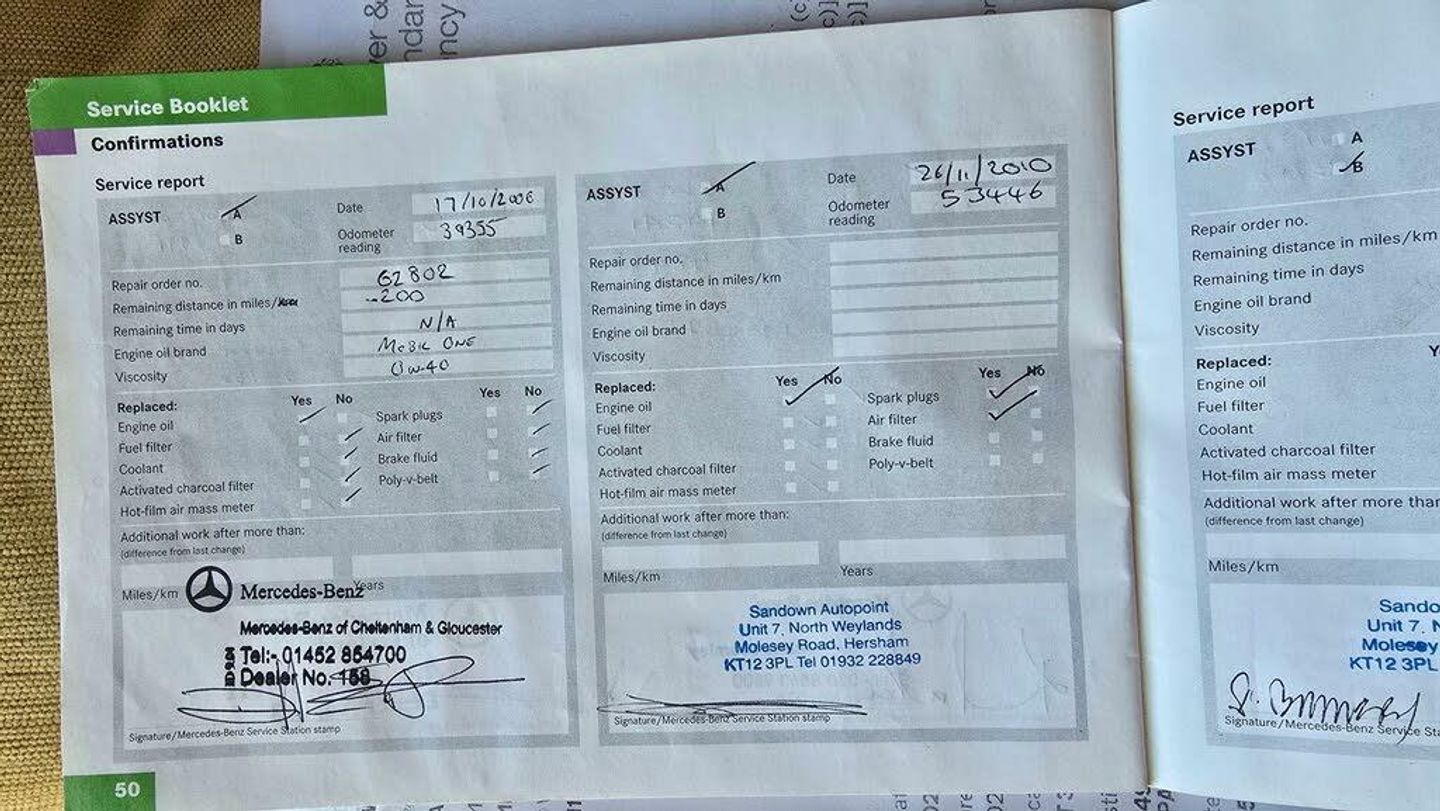 Service Booklet
Confirmations
Service report
ASSYST
A
B
Date 17/10/2006
Odometer reading 39355
Repair order no. 62802
Remaining distance in miles/km -200
Remaining time in days N/A
Engine oil brand MOBIL ONE
Viscosity 0w-40
Replaced:
Yes No
Yes No
Engine oil
Fuel filter
Coolant
Activated charcoal filter
Hot-film air mass meter
Spark plugs
Air filter
Brake fluid
Poly-v-belt
Additional work after more than:
(difference from last change)
Miles/km
Years
Mercedes-Benz
Mercedes-Benz of Cheltenham & Gloucester
Tel:- 01452 854700
Dealer No. 158
Signature/Mercedes-Benz Service Station stamp
50
ASSYST
A
B
Date 26/11/2010
Odometer reading 53446
Repair order no.
Remaining distance in miles/km
Remaining time in days
Engine oil brand
Viscosity
Replaced:
Yes No
Yes No
Engine oil
Fuel filter
Coolant
Activated charcoal filter
Hot-film air mass meter
Spark plugs
Air filter
Brake fluid
Poly-v-belt
Additional work after more than:
(difference from last change)
Miles/km
Years
Sandown Autopoint
Unit 7, North Weylands
Molesey Road, Hersham
KT12 3PL Tel 01932 228849
Signature/Mercedes-Benz Service Station stamp
Service report
ASSYST
A
B
Repair order no.
Remaining distance in miles/km
Remaining time in days
Engine oil brand
Viscosity
Replaced:
Engine oil
Fuel filter
Coolant
Activated charcoal filter
Hot-film air mass meter
Additional work after more than
(difference from last change)
Miles/km
Sando
Unit 7, N
Molesey
KT12 3PL
Signature/Mercedes-Benz Service Sta